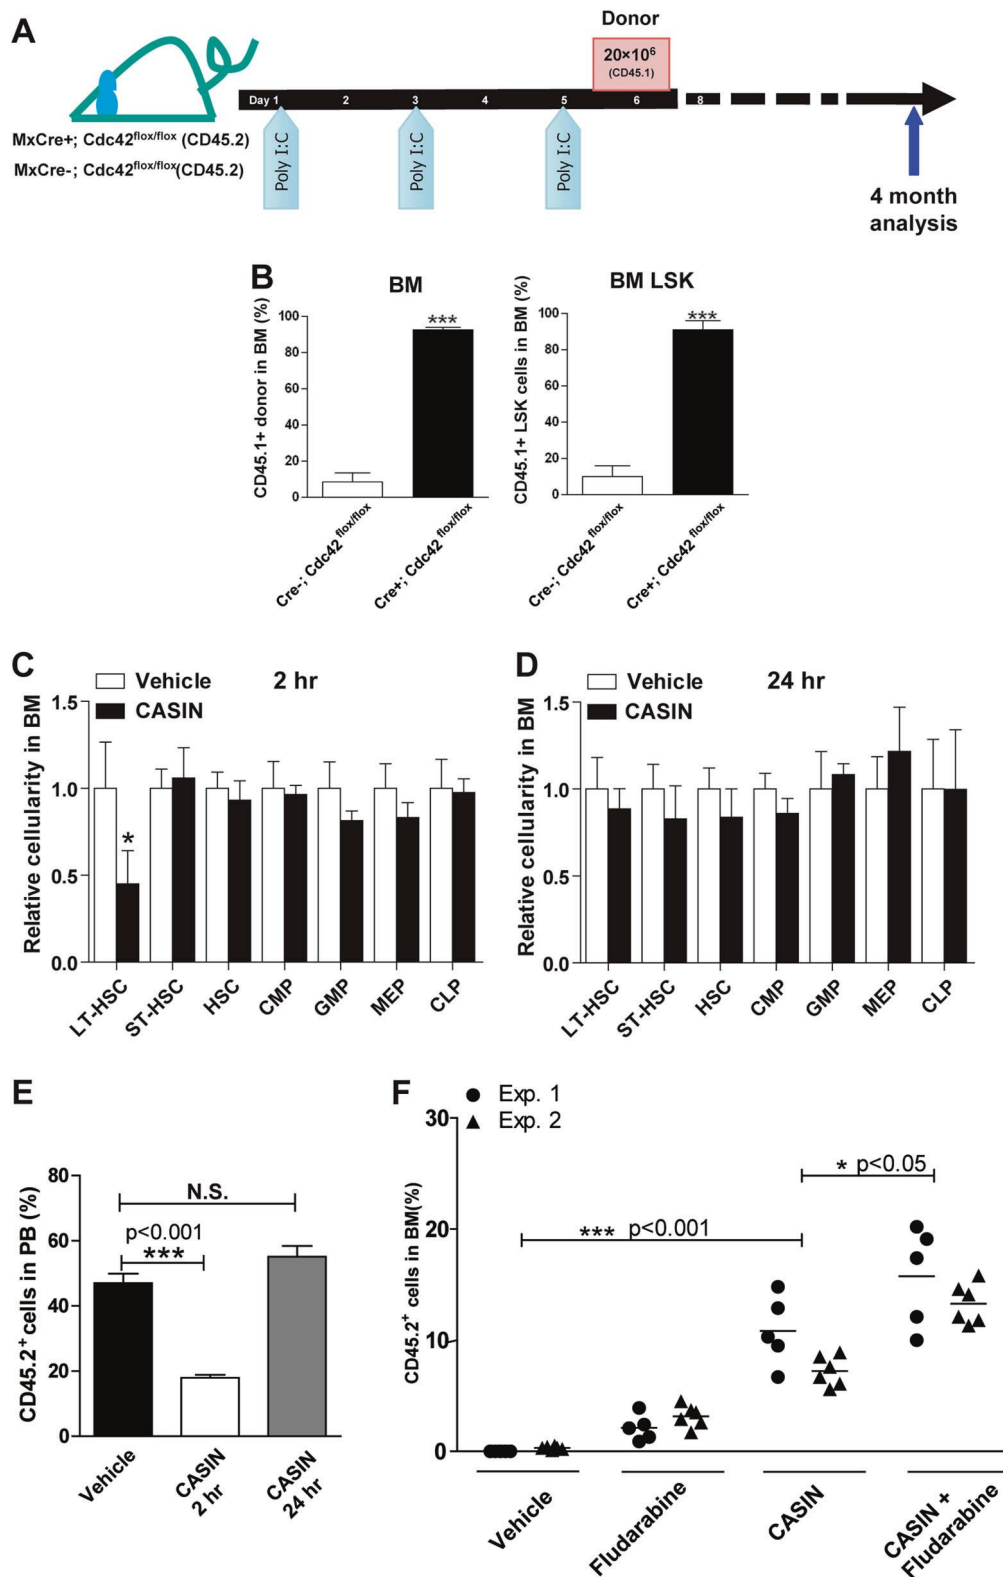 A
Donor
20×10⁶
(CD45.1)
Day 1 2 3 4 5 6 8
Poly I:C Poly I:C Poly I:C
MxCre+; Cdc42flox/flox (CD45.2)
MxCre-; Cdc42flox/flox(CD45.2)
4 month
analysis
B
BM
CD45.1+ donor in BM (%)
100
80
60
40
20
0
***
Cre-; Cdc42 flox/flox
Cre+; Cdc42 flox/flox
BM LSK
CD45.1+ LSK cells in BM (%)
100
80
60
40
20
0
***
Cre-; Cdc42 flox/flox
Cre+; Cdc42 flox/flox
C
Vehicle
CASIN
2 hr
Relative cellularity in BM
1.5
1.0
0.5
0.0
*
LT-HSC ST-HSC HSC CMP GMP MEP CLP
D
Vehicle
CASIN
24 hr
Relative cellularity in BM
1.5
1.0
0.5
0.0
LT-HSC ST-HSC HSC CMP GMP MEP CLP
E
CD45.2+ cells in PB (%)
80
60
40
20
0
N.S.
p<0.001
***
Vehicle
CASIN
2 hr
CASIN
24 hr
F
Exp. 1
Exp. 2
CD45.2+ cells in BM(%)
30
20
10
0
* p<0.05
*** p<0.001
Vehicle
Fludarabine
CASIN
CASIN +
Fludarabine